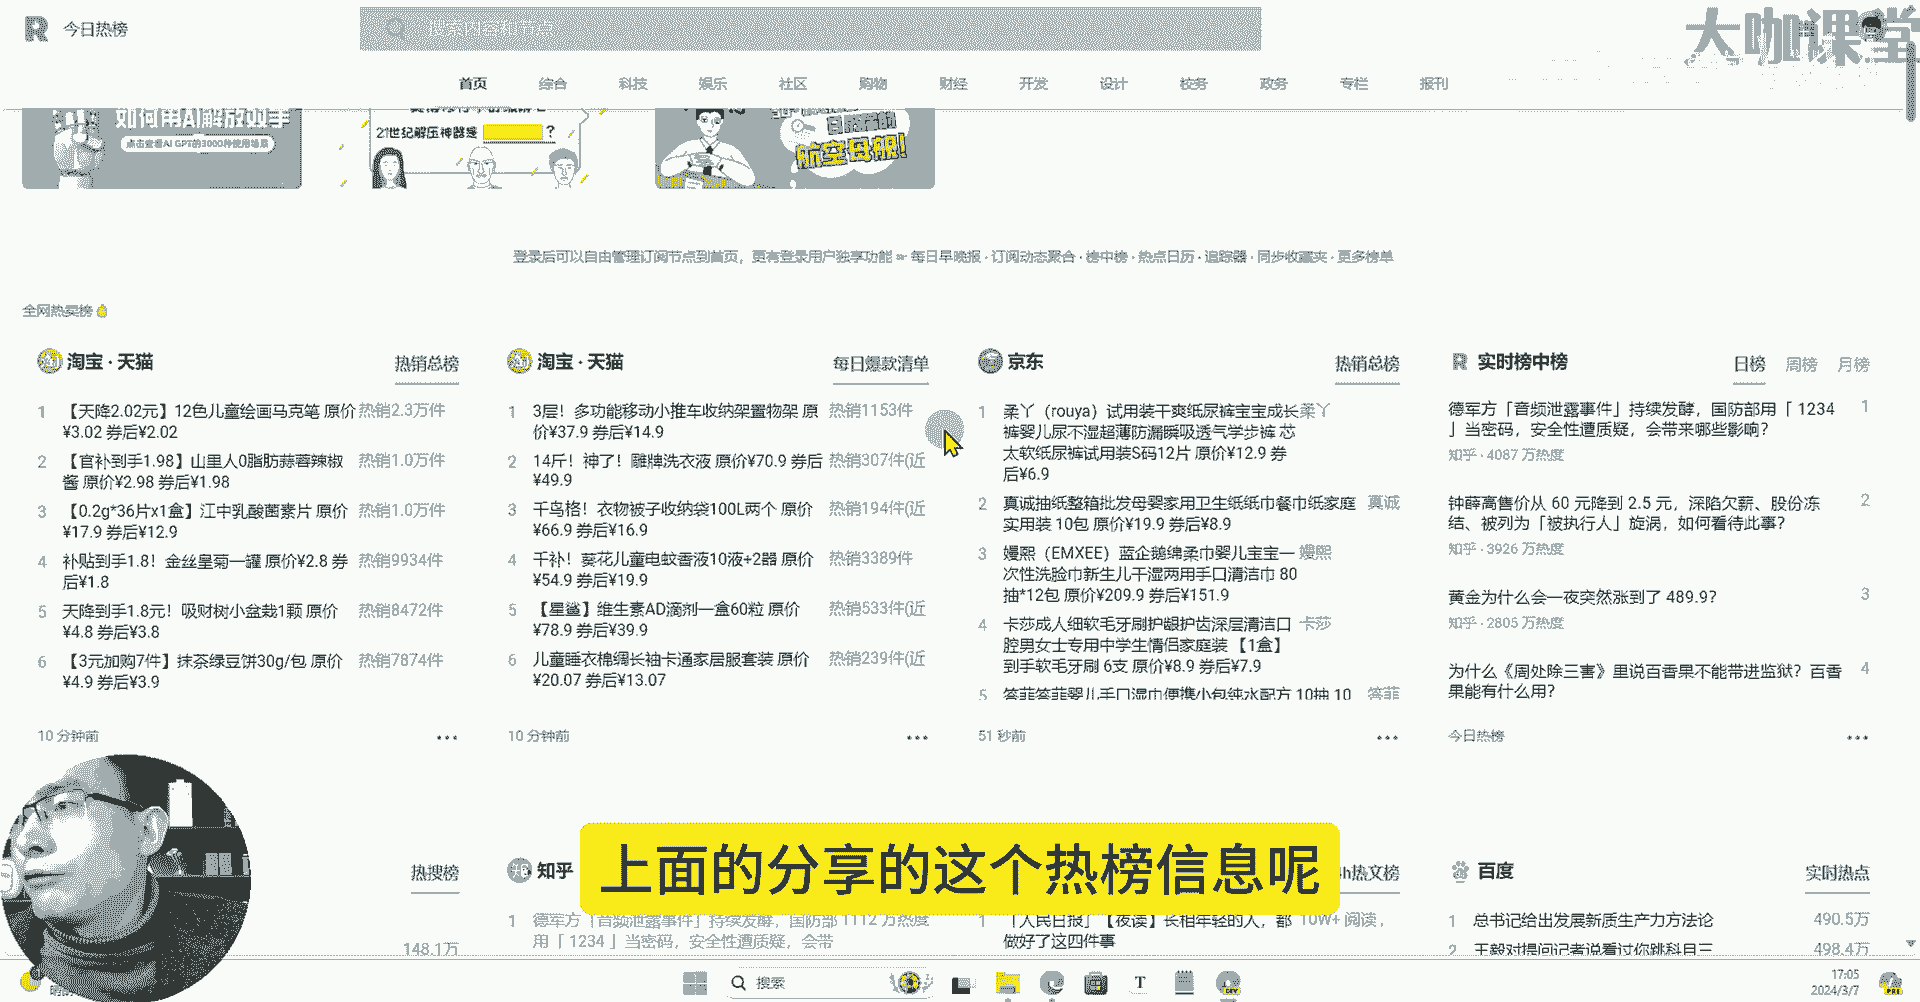 今日热榜
搜索内容和节点
大咖课堂
首页 综合 科技 娱乐 社区 购物 财经 开发 设计 校务 政务 专栏 报刊
如何用AI解放双手
点击查看AI GPT的3000种使用场景
21世纪解压神器是 ?
航空母舰!
登录后可以自由管理订阅节点到首页，更有登录用户独享功能 ☞ 每日早晚报 · 订阅动态聚合 · 榜中榜 · 热点日历 · 追踪器 · 同步收藏夹 · 更多榜单
全网热卖榜
淘宝 · 天猫 热销总榜
1 【天降2.02元】12色儿童绘画马克笔 原价 热销2.3万件
¥3.02 券后¥2.02
2 【官补到手1.98】山里人0脂肪蒜蓉辣椒 热销1.0万件
酱 原价¥2.98 券后¥1.98
3 【0.2g*36片x1盒】江中乳酸菌素片 原价 热销1.0万件
¥17.9 券后¥12.9
4 补贴到手1.8！金丝皇菊一罐 原价¥2.8 券 热销9934件
后¥1.8
5 天降到手1.8元！吸财树小盆栽1颗 原价 热销8472件
¥4.8 券后¥3.8
6 【3元加购7件】抹茶绿豆饼30g/包 原价 热销7874件
¥4.9 券后¥3.9
10 分钟前
淘宝 · 天猫 每日爆款清单
1 3层！多功能移动小推车收纳架置物架 原 热销1153件
价¥37.9 券后¥14.9
2 14斤！神了！雕牌洗衣液 原价¥70.9 券后 热销307件(近
¥49.9
3 千鸟格！衣物被子收纳袋100L两个 原价 热销194件(近
¥66.9 券后¥16.9
4 千补！葵花儿童电蚊香液10液+2器 原价 热销3389件
¥54.9 券后¥19.9
5 【星鲨】维生素AD滴剂一盒60粒 原价 热销533件(近
¥78.9 券后¥39.9
6 儿童睡衣棉绸长袖卡通家居服套装 原价 热销239件(近
¥20.07 券后¥13.07
10 分钟前
京东 热销总榜
1 柔丫（rouya）试用装干爽纸尿裤宝宝成长 柔丫
裤婴儿尿不湿超薄防漏瞬吸透气学步裤 芯
太软纸尿裤试用装S码12片 原价¥12.9 券
后¥6.9
2 真诚抽纸整箱批发母婴家用卫生纸纸巾餐巾纸家庭 真诚
实用装 10包 原价¥19.9 券后¥8.9
3 嫚熙（EMXEE）蓝企鹅绵柔巾婴儿宝宝一 嫚熙
次性洗脸巾新生儿干湿两用手口清洁巾 80
抽*12包 原价¥209.9 券后¥151.9
4 卡莎成人细软毛牙刷护龈护齿深层清洁口 卡莎
腔男女士专用中学生情侣家庭装 【1盒】
到手软毛牙刷 6支 原价¥8.9 券后¥7.9
5 答菲答菲婴儿手口湿巾便携小包纯水配方 10抽 10 答菲
51 秒前
实时榜中榜 日榜 周榜 月榜
德军方「音频泄露事件」持续发酵，国防部用「 1234 1
」当密码，安全性遭质疑，会带来哪些影响？
知乎 · 4087 万热度
钟薛高售价从 60 元降到 2.5 元，深陷欠薪、股份冻 2
结、被列为「被执行人」旋涡，如何看待此事？
知乎 · 3926 万热度
黄金为什么会一夜突然涨到了 489.9？ 3
知乎 · 2805 万热度
为什么《周处除三害》里说百香果不能带进监狱？百香 4
果能有什么用？
今日热榜
热搜榜
148.1万
知乎
1 德军方「音频泄露事件」持续发酵，国防部 1112 万热度
用「 1234 」当密码，安全性遭质疑，会带
h热文榜
1 「人民日报」【夜读】长相年轻的人，都 10W+ 阅读 ,
做好了这四件事
百度 实时热点
1 总书记给出发展新质生产力方法论 490.5万
2 王毅对提问记者说看过你跳科目三 498.4万
上面的分享的这个热榜信息呢
搜索
17:05
2024/3/7